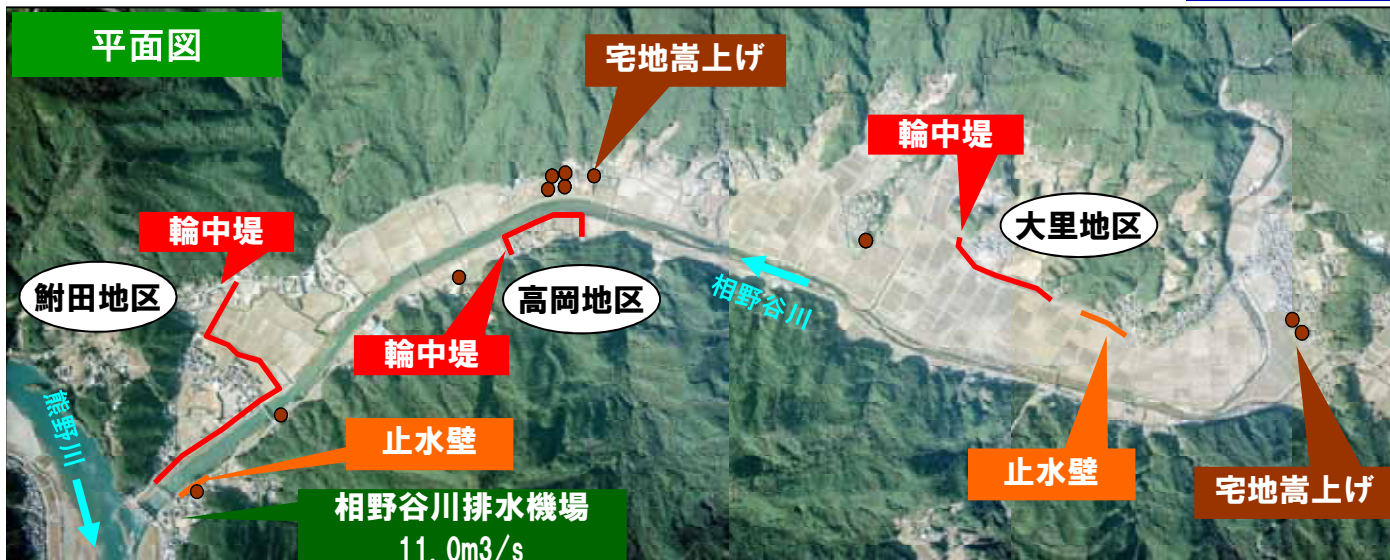 平面図
宅地嵩上げ
輪中堤
大里地区
輪中堤
鮒田地区
高岡地区
相野谷川
輪中堤
熊野川
止水壁
止水壁
宅地嵩上げ
相野谷川排水機場
11.0m3/s